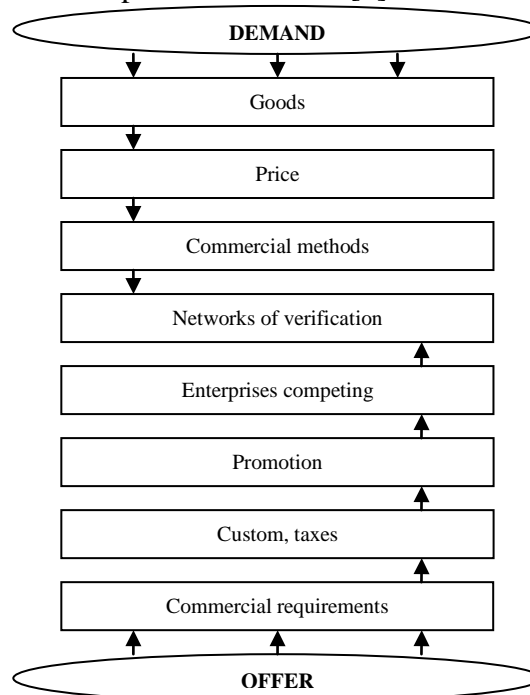 DEMAND
Goods
Price
Commercial methods
Networks of verification
Enterprises competing
Promotion
Custom, taxes
Commercial requirements
OFFER